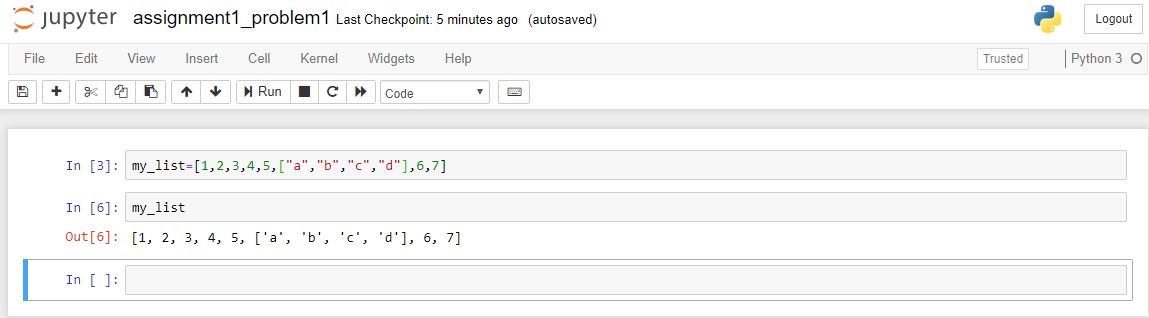 jupyter assignment1_problem1 Last Checkpoint: 5 minutes ago (autosaved) Logout
File Edit View Insert Cell Kernel Widgets Help Trusted Python 3
Run Code
In [3]: my_list=[1,2,3,4,5,["a","b","c","d"],6,7]
In [6]: my_list
Out[6]: [1, 2, 3, 4, 5, ['a', 'b', 'c', 'd'], 6, 7]
In [ ]: